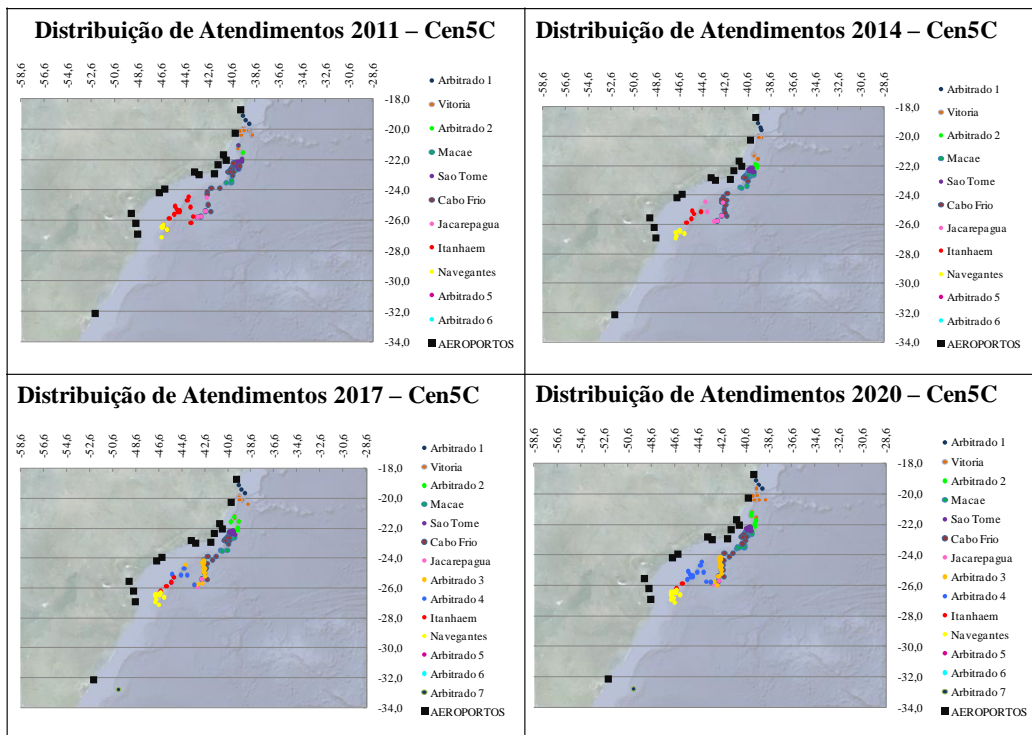 Distribuição de Atendimentos 2011 – Cen5C
-58,6 -56,6 -54,6 -52,6 -50,6 -48,6 -46,6 -44,6 -42,6 -40,6 -38,6 -36,6 -34,6 -32,6 -30,6 -28,6
-18,0
-20,0
-22,0
-24,0
-26,0
-28,0
-30,0
-32,0
-34,0
Arbitrado 1
Vitoria
Arbitrado 2
Macae
Sao Tome
Cabo Frio
Jacarepagua
Itanhaem
Navegantes
Arbitrado 5
Arbitrado 6
AEROPORTOS
Distribuição de Atendimentos 2014 – Cen5C
-58,6 -56,6 -54,6 -52,6 -50,6 -48,6 -46,6 -44,6 -42,6 -40,6 -38,6 -36,6 -34,6 -32,6 -30,6 -28,6
-18,0
-20,0
-22,0
-24,0
-26,0
-28,0
-30,0
-32,0
-34,0
Arbitrado 1
Vitoria
Arbitrado 2
Macae
Sao Tome
Cabo Frio
Jacarepagua
Itanhaem
Navegantes
Arbitrado 5
Arbitrado 6
AEROPORTOS
Distribuição de Atendimentos 2017 – Cen5C
-58,6 -56,6 -54,6 -52,6 -50,6 -48,6 -46,6 -44,6 -42,6 -40,6 -38,6 -36,6 -34,6 -32,6 -30,6 -28,6
-18,0
-20,0
-22,0
-24,0
-26,0
-28,0
-30,0
-32,0
-34,0
Arbitrado 1
Vitoria
Arbitrado 2
Macae
Sao Tome
Cabo Frio
Jacarepagua
Arbitrado 3
Arbitrado 4
Itanhaem
Navegantes
Arbitrado 5
Arbitrado 6
Arbitrado 7
AEROPORTOS
Distribuição de Atendimentos 2020 – Cen5C
-58,6 -56,6 -54,6 -52,6 -50,6 -48,6 -46,6 -44,6 -42,6 -40,6 -38,6 -36,6 -34,6 -32,6 -30,6 -28,6
-18,0
-20,0
-22,0
-24,0
-26,0
-28,0
-30,0
-32,0
-34,0
Arbitrado 1
Vitoria
Arbitrado 2
Macae
Sao Tome
Cabo Frio
Jacarepagua
Arbitrado 3
Arbitrado 4
Itanhaem
Navegantes
Arbitrado 5
Arbitrado 6
Arbitrado 7
AEROPORTOS